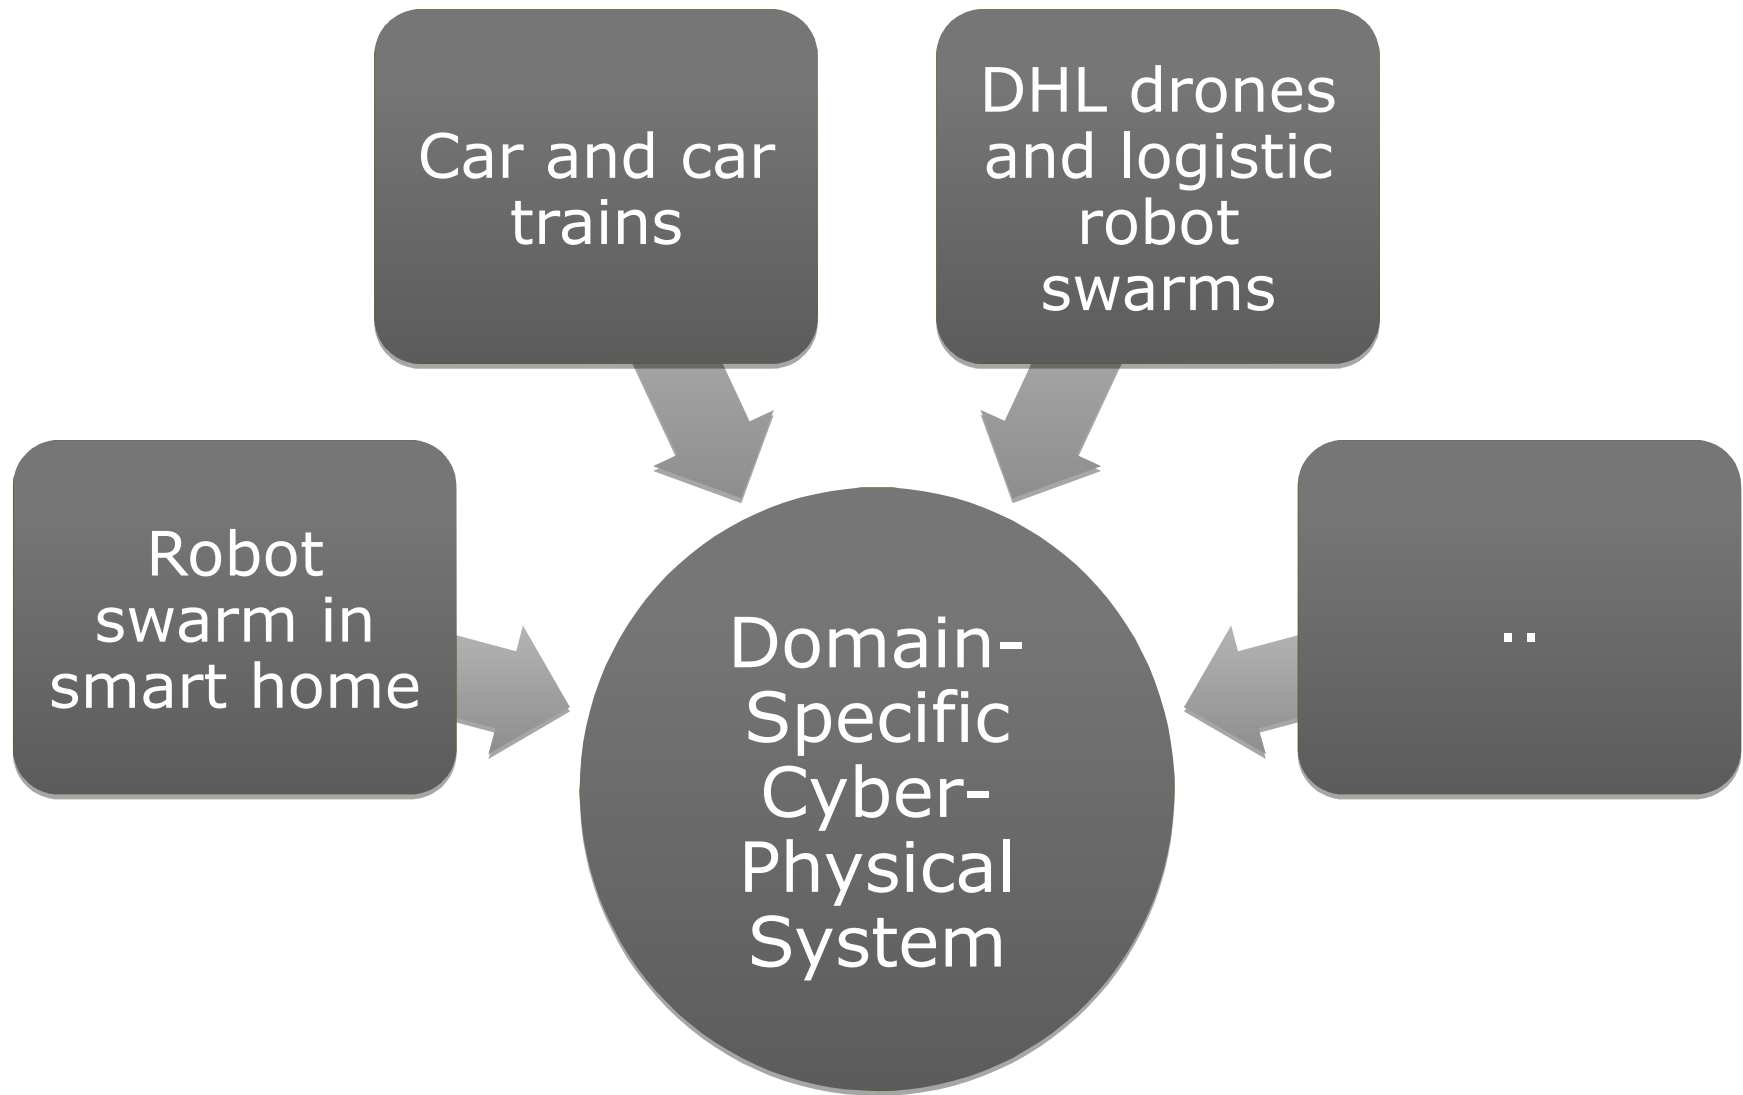 Car and car
trains
DHL drones
and logistic
robot
swarms
Robot
swarm in
smart home
..
Domain-
Specific
Cyber-
Physical
System